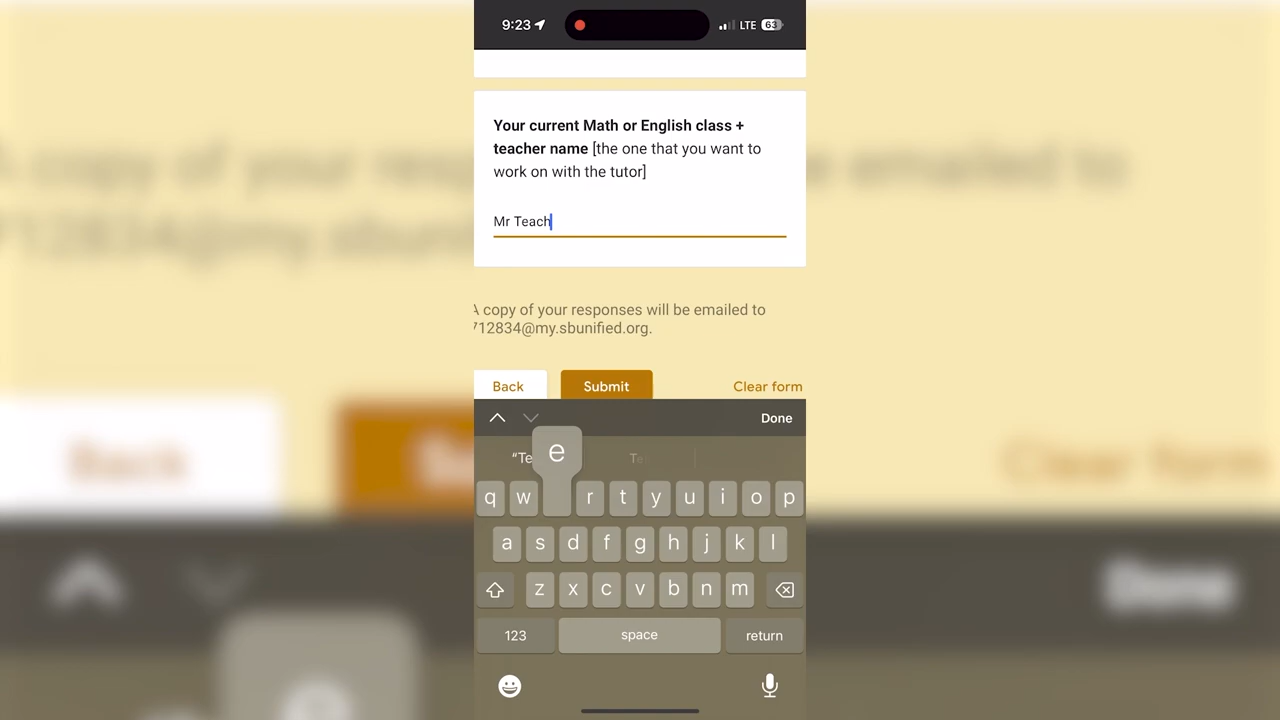 9:23 LTE 63
Your current Math or English class +
teacher name [the one that you want to
work on with the tutor]
Mr Teach
A copy of your responses will be emailed to
712834@my.sbunified.org.
Back Submit Clear form
Done
“Te Te
e
q w r t y u i o p
a s d f g h j k l
z x c v b n m
123 space return